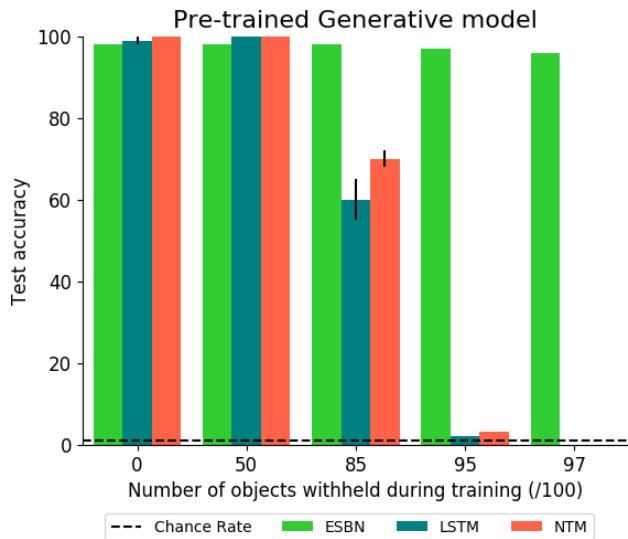 Pre-trained Generative model
100
80
60
40
20
0
Test accuracy
0 50 85 95 97
Number of objects withheld during training (/100)
Chance Rate ESBN LSTM NTM